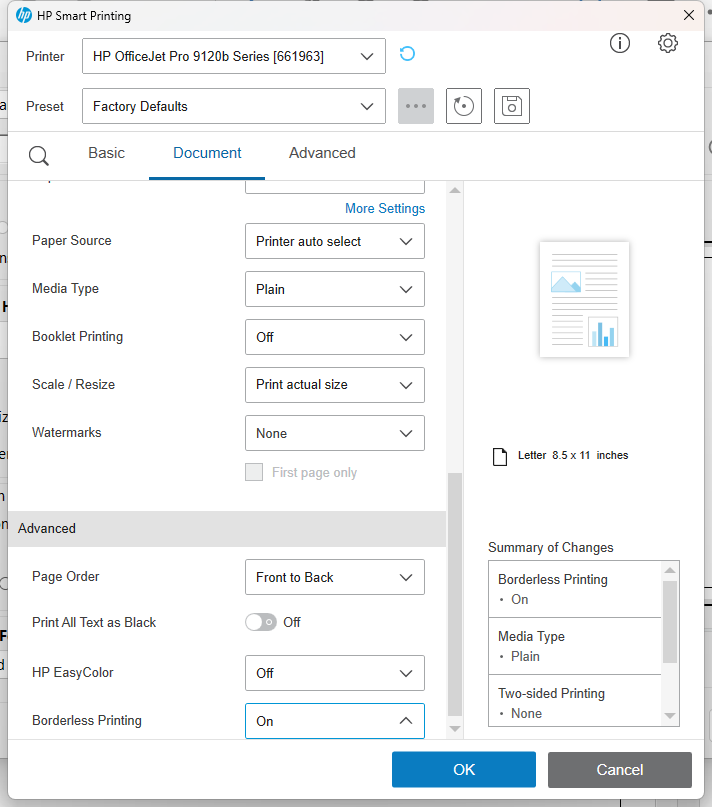 hp HP Smart Printing
Printer HP OfficeJet Pro 9120b Series [661963]
Preset Factory Defaults
Basic Document Advanced
More Settings
Paper Source Printer auto select
Media Type Plain
Booklet Printing Off
Scale / Resize Print actual size
Watermarks None
First page only
Advanced
Page Order Front to Back
Print All Text as Black Off
HP EasyColor Off
Borderless Printing On
Letter 8.5 x 11 inches
Summary of Changes
Borderless Printing
• On
Media Type
• Plain
Two-sided Printing
• None
OK Cancel